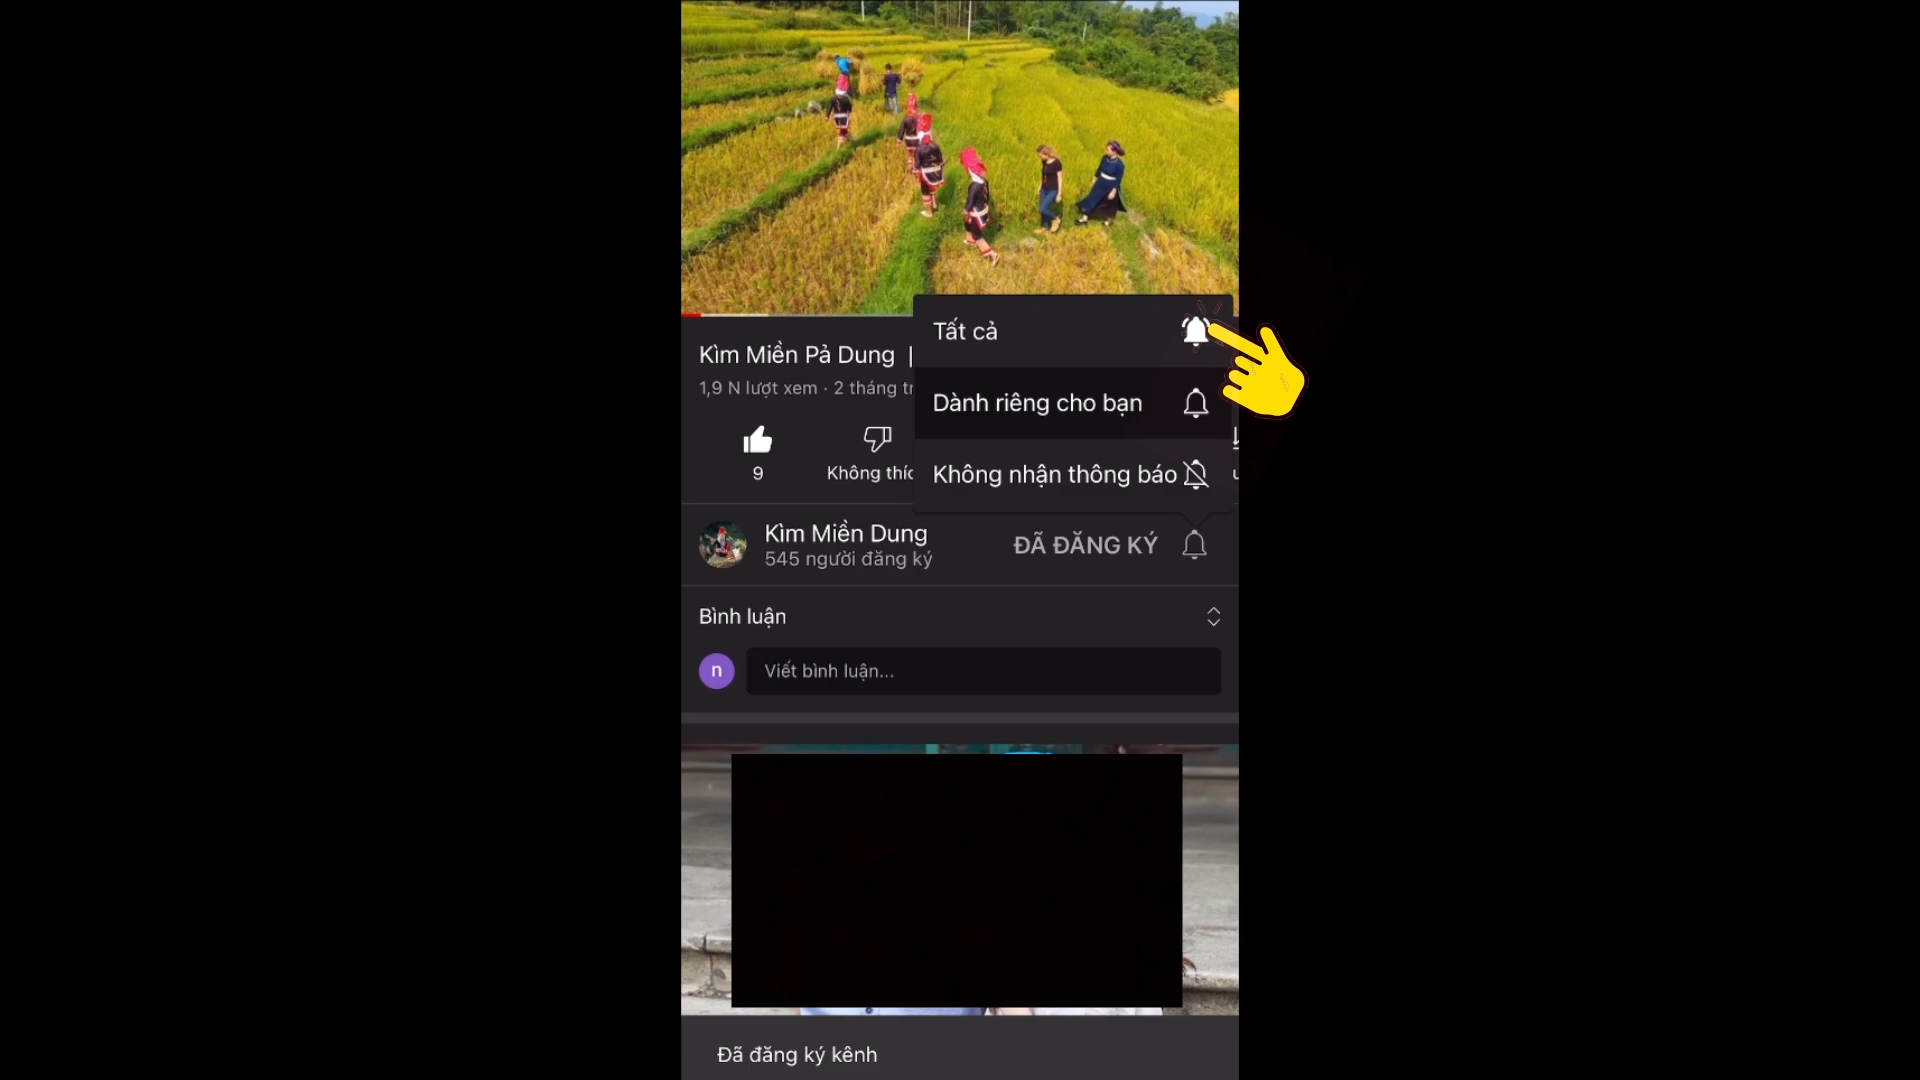 Tất cả
Kìm Miền Pả Dung |
1,9 N lượt xem · 2 tháng
Dành riêng cho bạn
9
Không
Không nhận thông báo
Kìm Miền Dung
545 người đăng ký
ĐÃ ĐĂNG KÝ
Bình luận
n
Viết bình luận...
Đã đăng ký kênh